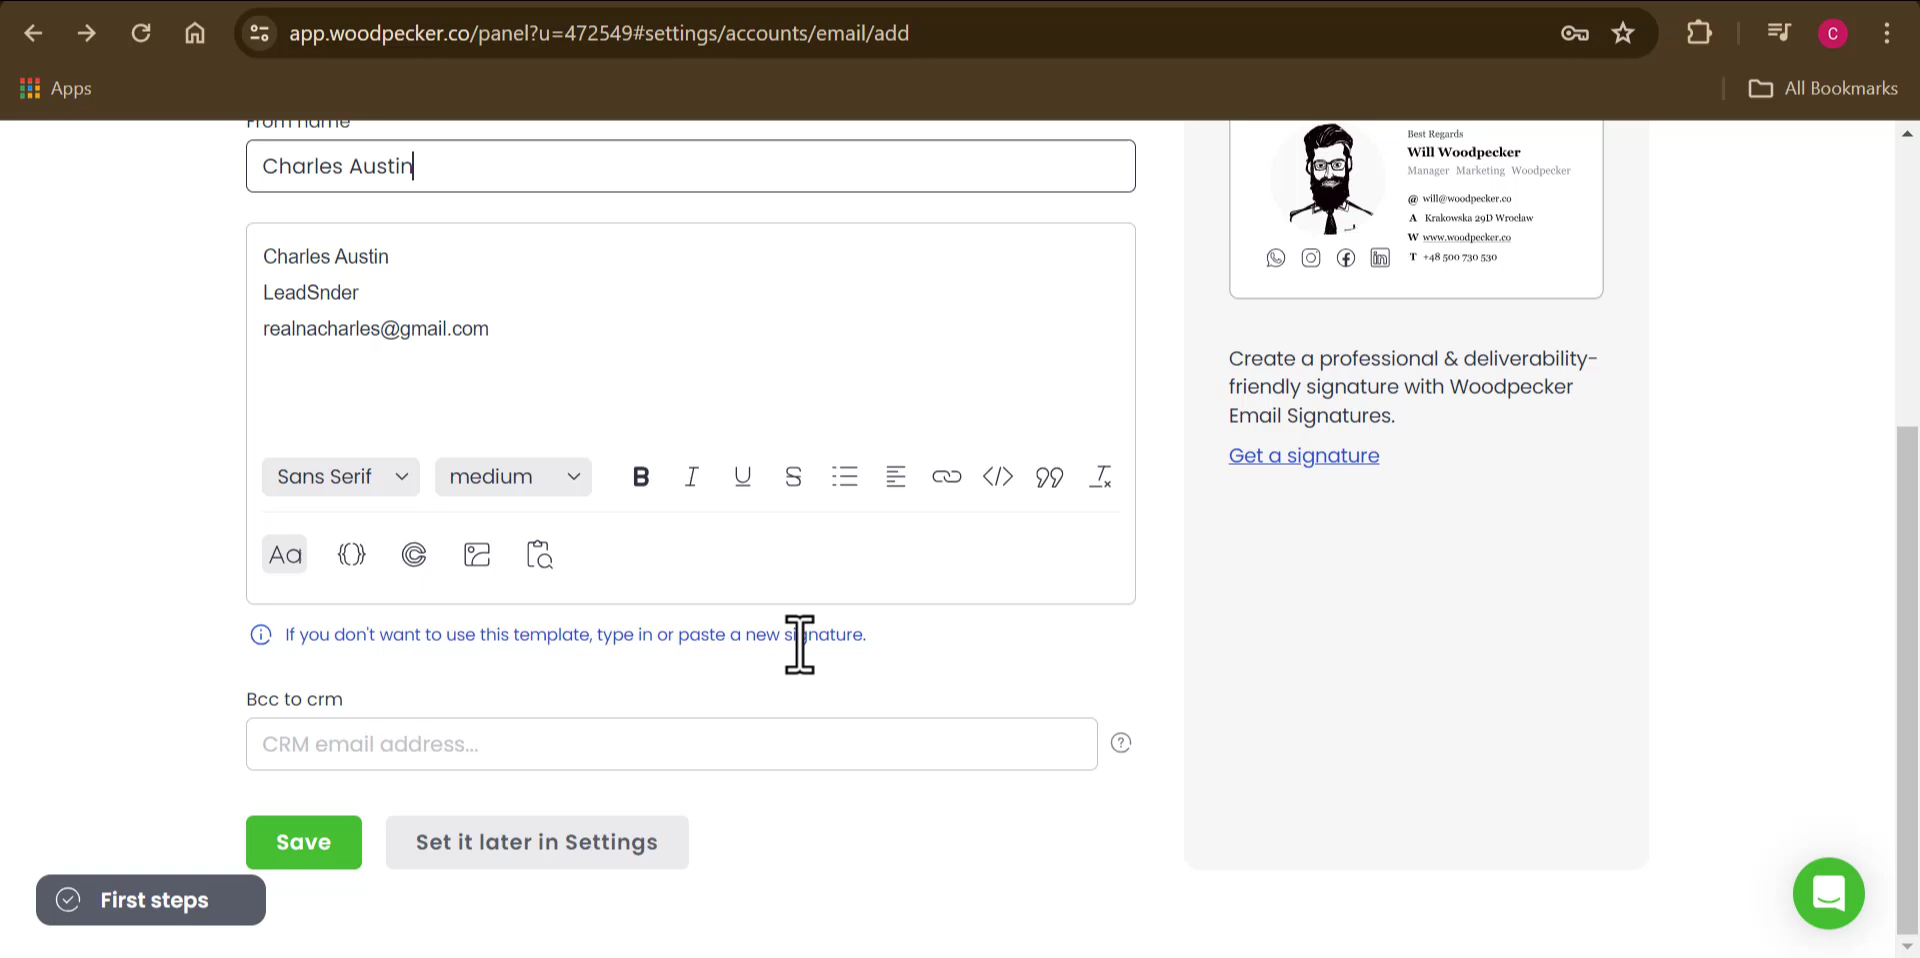 app.woodpecker.co/panel?u=472549#settings/accounts/email/add
C
Apps
All Bookmarks
From name
Charles Austin
Charles Austin
LeadSnder
realnacharles@gmail.com
Sans Serif
medium
B I U S
Aa
If you don't want to use this template, type in or paste a new signature.
Bcc to crm
CRM email address...
Save
Set it later in Settings
First steps
Best Regards
Will Woodpecker
Manager Marketing Woodpecker
@ will@woodpecker.co
A Krakowska 29D Wrocław
W www.woodpecker.co
T +48 500 730 530
Create a professional & deliverability-
friendly signature with Woodpecker
Email Signatures.
Get a signature